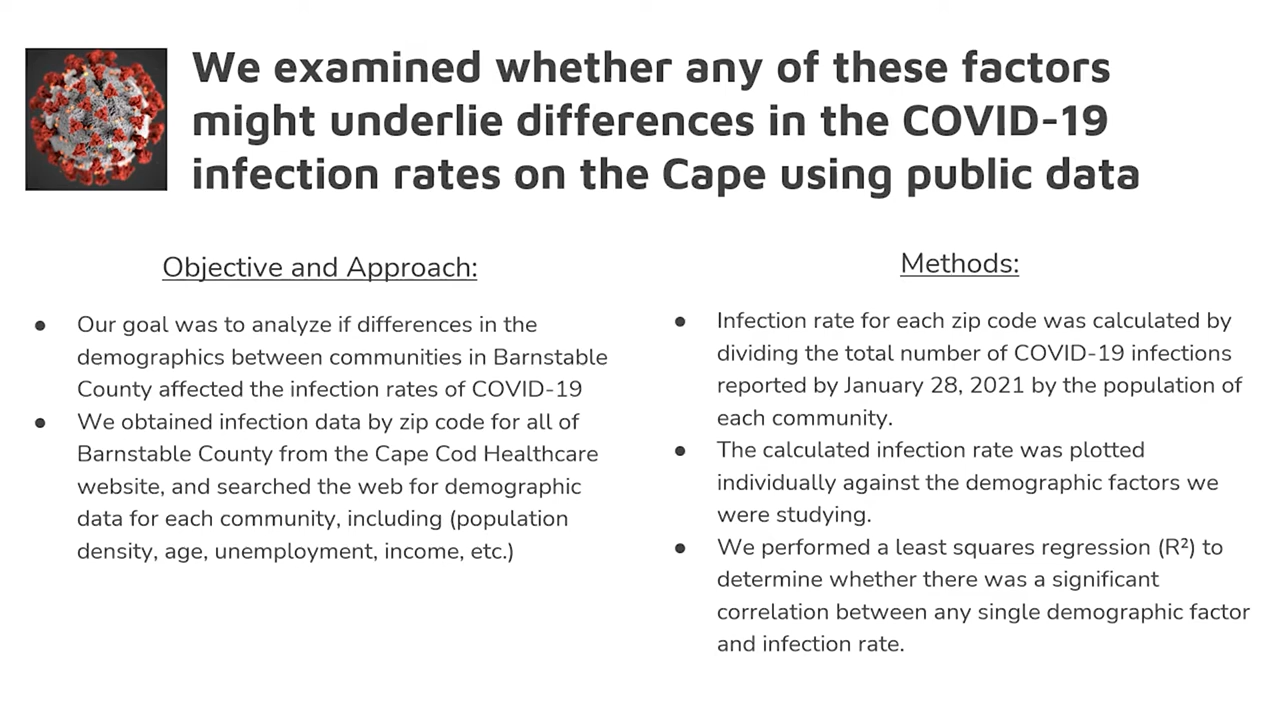 We examined whether any of these factors
might underlie differences in the COVID-19
infection rates on the Cape using public data
Objective and Approach:
● Our goal was to analyze if differences in the
demographics between communities in Barnstable
County affected the infection rates of COVID-19
● We obtained infection data by zip code for all of
Barnstable County from the Cape Cod Healthcare
website, and searched the web for demographic
data for each community, including (population
density, age, unemployment, income, etc.)
Methods:
● Infection rate for each zip code was calculated by
dividing the total number of COVID-19 infections
reported by January 28, 2021 by the population of
each community.
● The calculated infection rate was plotted
individually against the demographic factors we
were studying.
● We performed a least squares regression (R²) to
determine whether there was a significant
correlation between any single demographic factor
and infection rate.